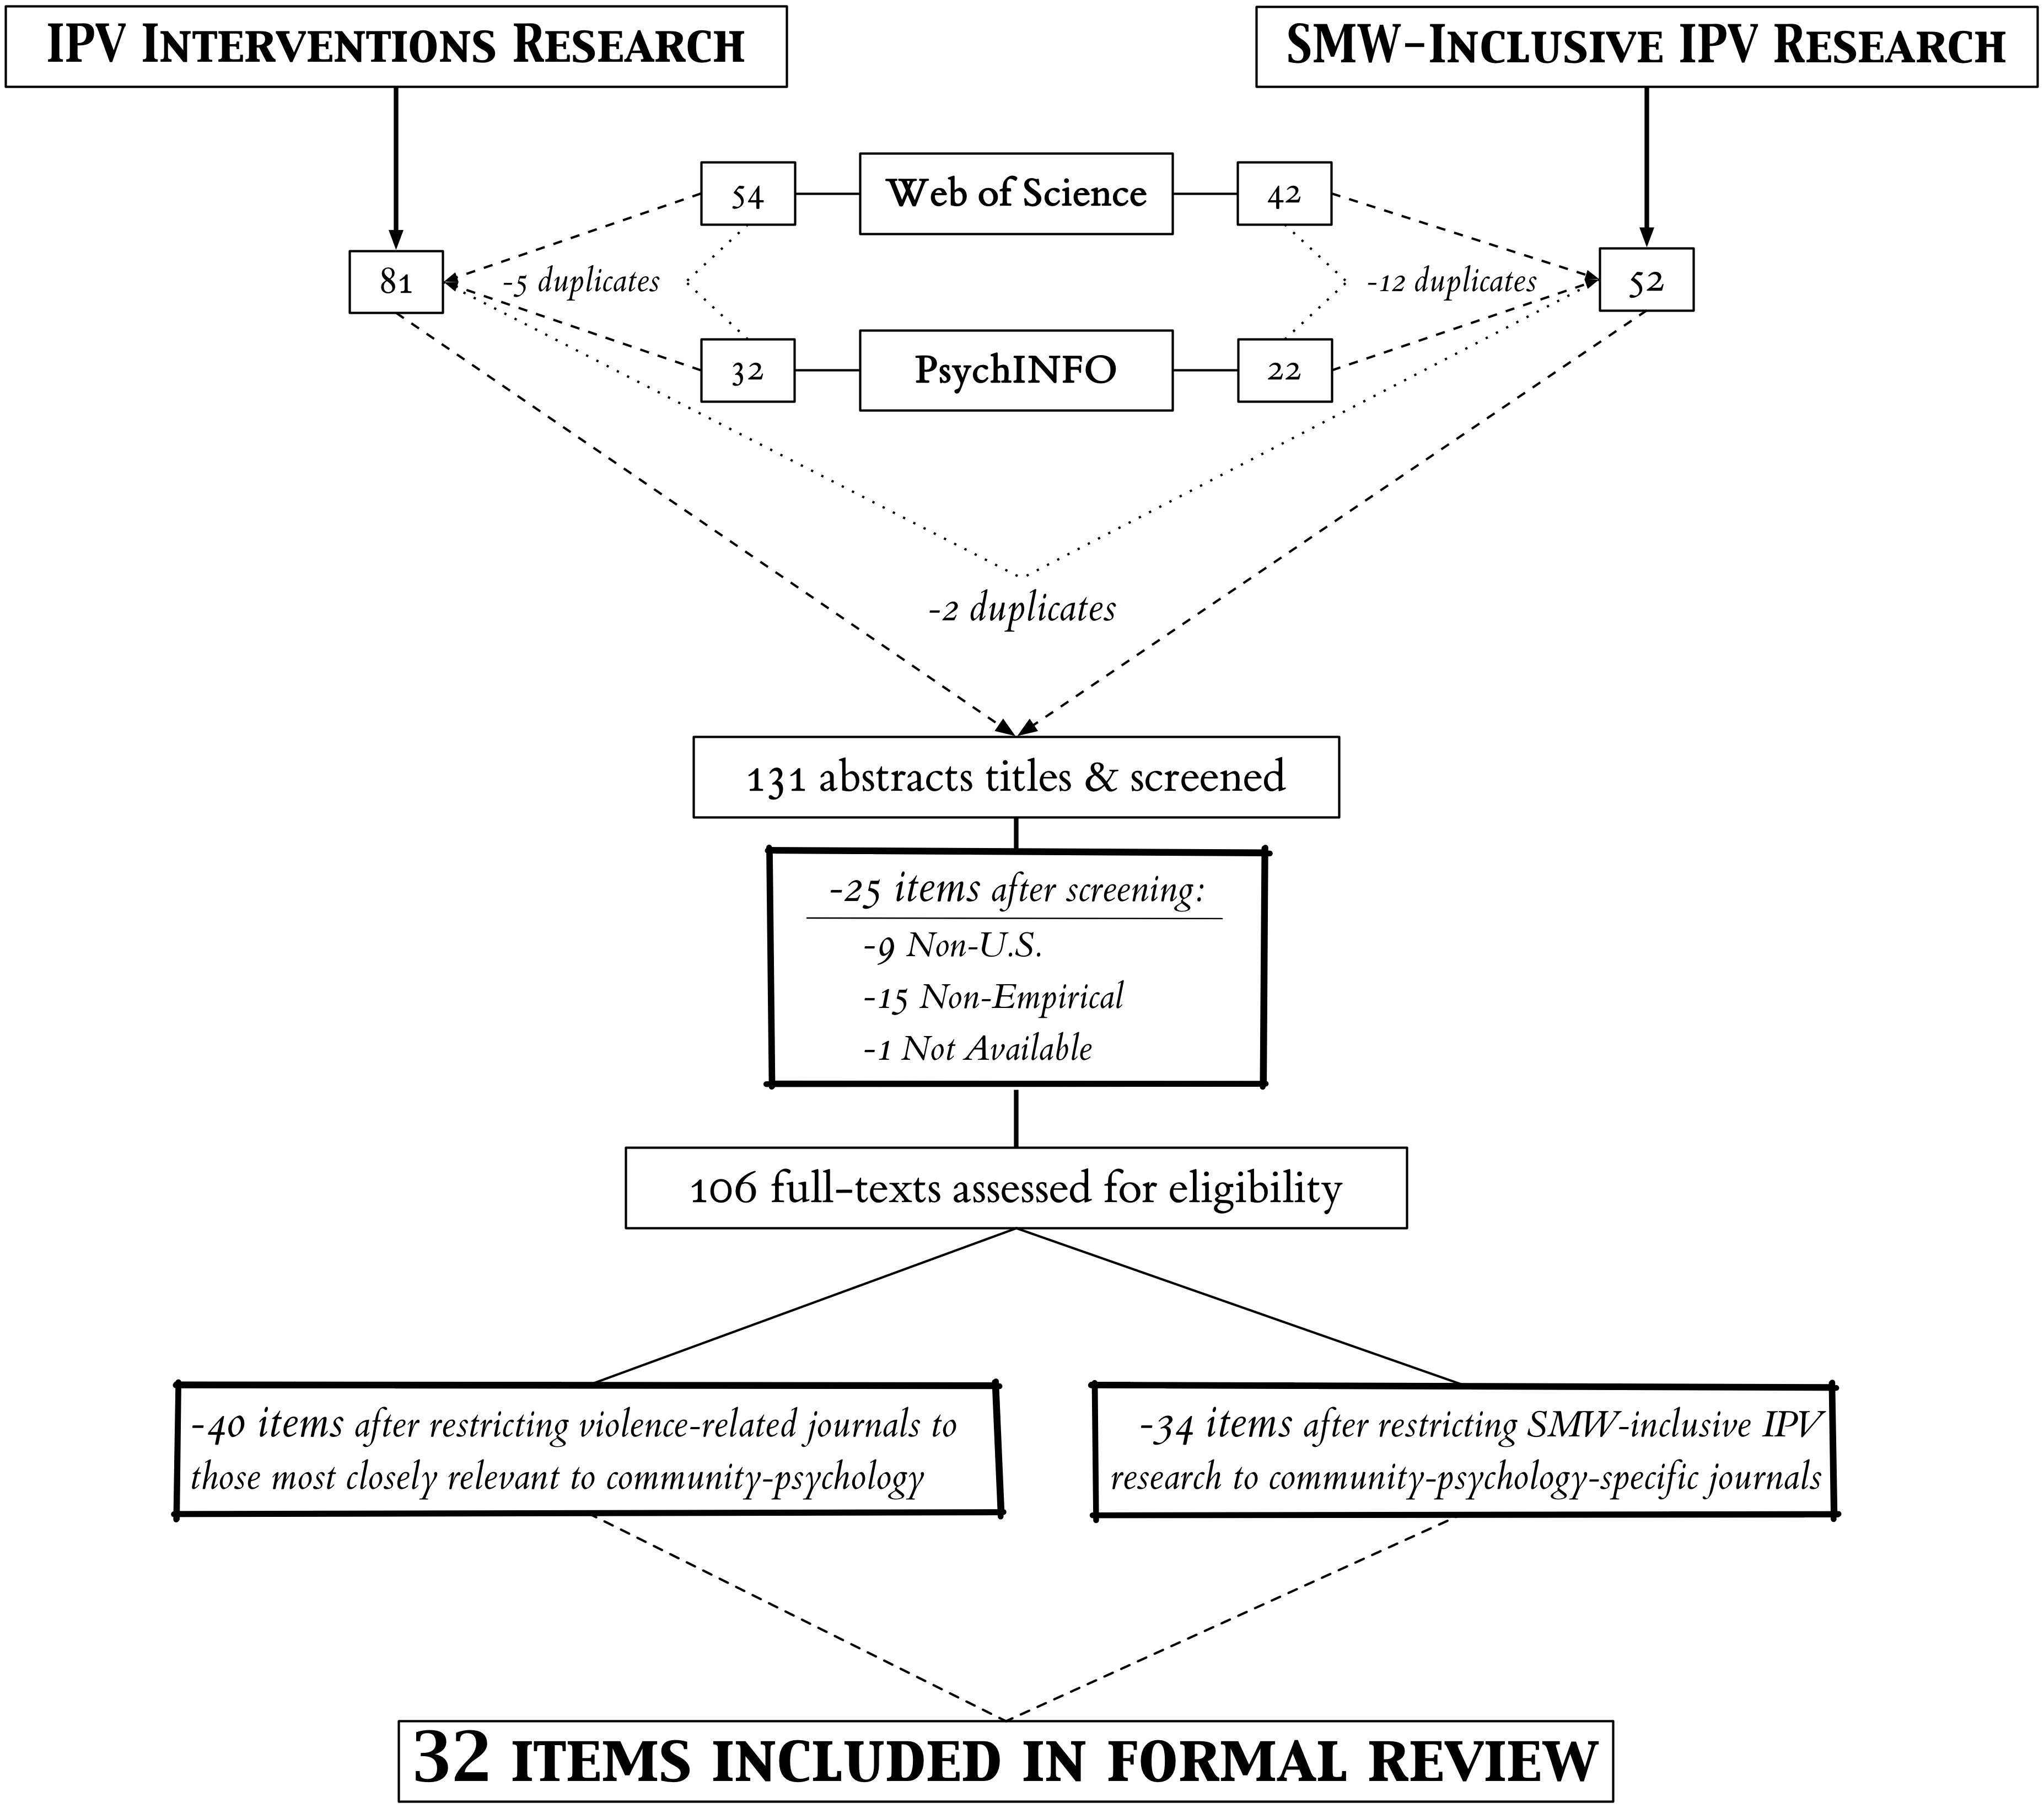 IPV INTERVENTIONS RESEARCH
SMW-INCLUSIVE IPV RESEARCH
54
Web of Science
42
81
-5 duplicates
-12 duplicates
52
32
PsychINFO
22
-2 duplicates
131 abstracts titles & screened
-25 items after screening:
-9 Non-U.S.
-15 Non-Empirical
-1 Not Available
106 full-texts assessed for eligibility
-40 items after restricting violence-related journals to
those most closely relevant to community-psychology
-34 items after restricting SMW-inclusive IPV
research to community-psychology-specific journals
32 ITEMS INCLUDED IN FORMAL REVIEW